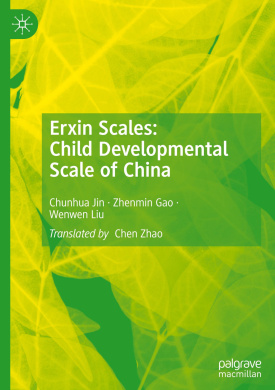 Erxin Scales:
Child Developmental
Scale of China
Chunhua Jin · Zhenmin Gao ·
Wenwen Liu
Translated by Chen Zhao
palgrave
macmillan